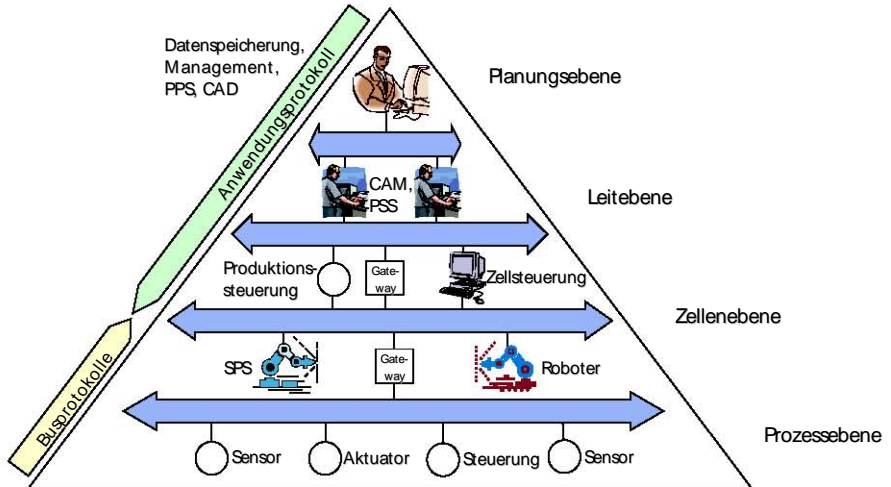 Datenspeicherung,
Management,
PPS, CAD
Anwendungsprotokoll
Planungsebene
CAM,
PSS
Leitebene
Produktions-
steuerung
Gate-
way
Zellsteuerung
Zellenebene
Busprotokolle
SPS
Gate-
way
Roboter
Prozessebene
Sensor
Aktuator
Steuerung
Sensor